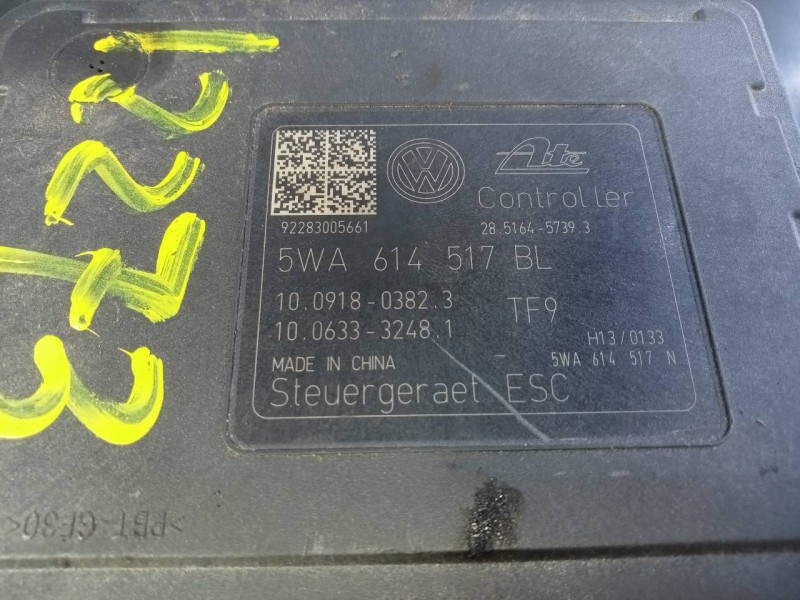 Ate
Controller
92283005661
28.5164-5739.3
5WA 614 517 BL
10.0918-0382.3
TF9
10.0633-3248.1
H13/0133
MADE IN CHINA
5WA 614 517 N
Steuergeraet ESC
>PBT-GF30<